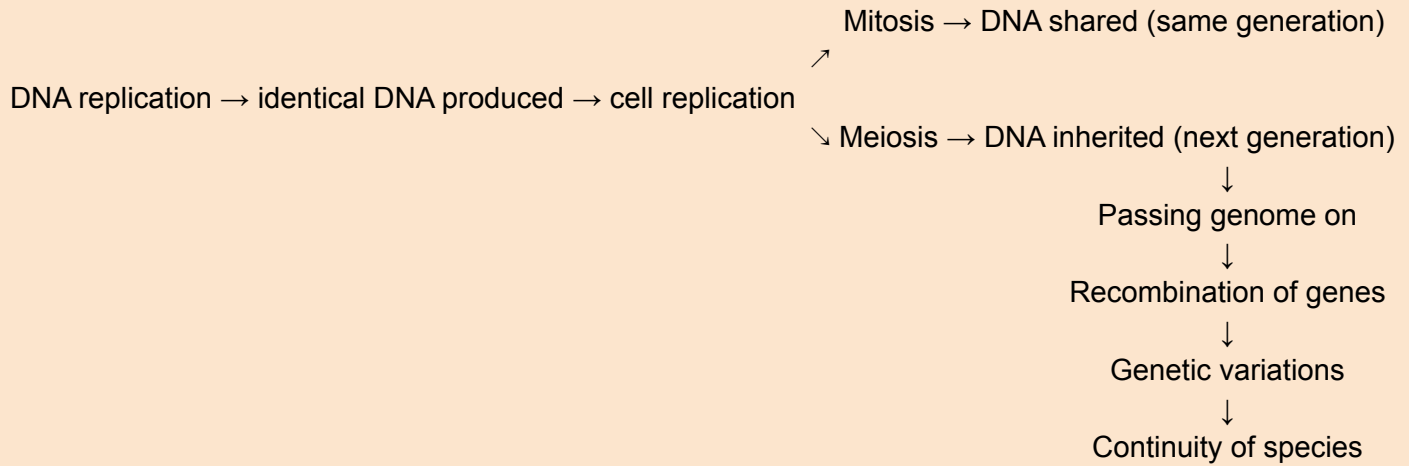 Mitosis → DNA shared (same generation)
↗
DNA replication → identical DNA produced → cell replication
↘ Meiosis → DNA inherited (next generation)
↓
Passing genome on
↓
Recombination of genes
↓
Genetic variations
↓
Continuity of species